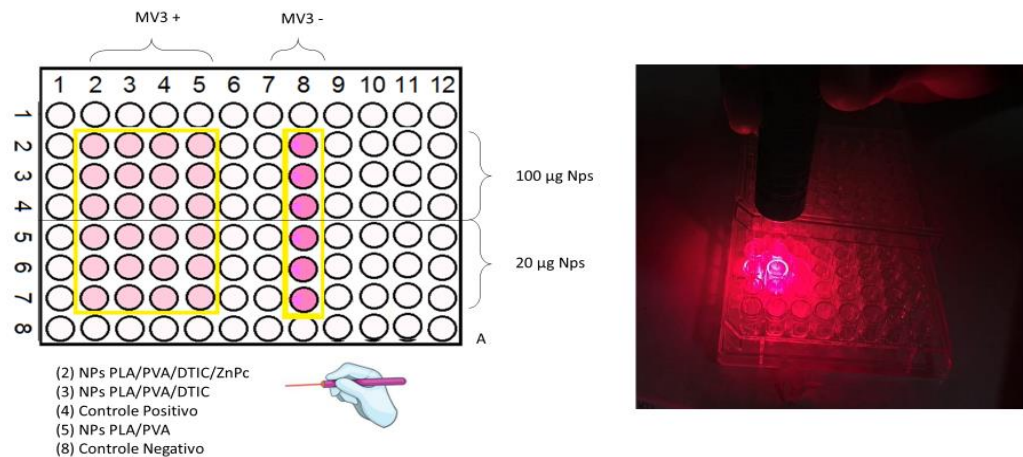 MV3 +
MV3 -
1 2 3 4 5 6 7 8 9 10 11 12
1
2
3
4
5
6
7
8
100 µg Nps
20 µg Nps
A
(2) NPs PLA/PVA/DTIC/ZnPc
(3) NPs PLA/PVA/DTIC
(4) Controle Positivo
(5) NPs PLA/PVA
(8) Controle Negativo